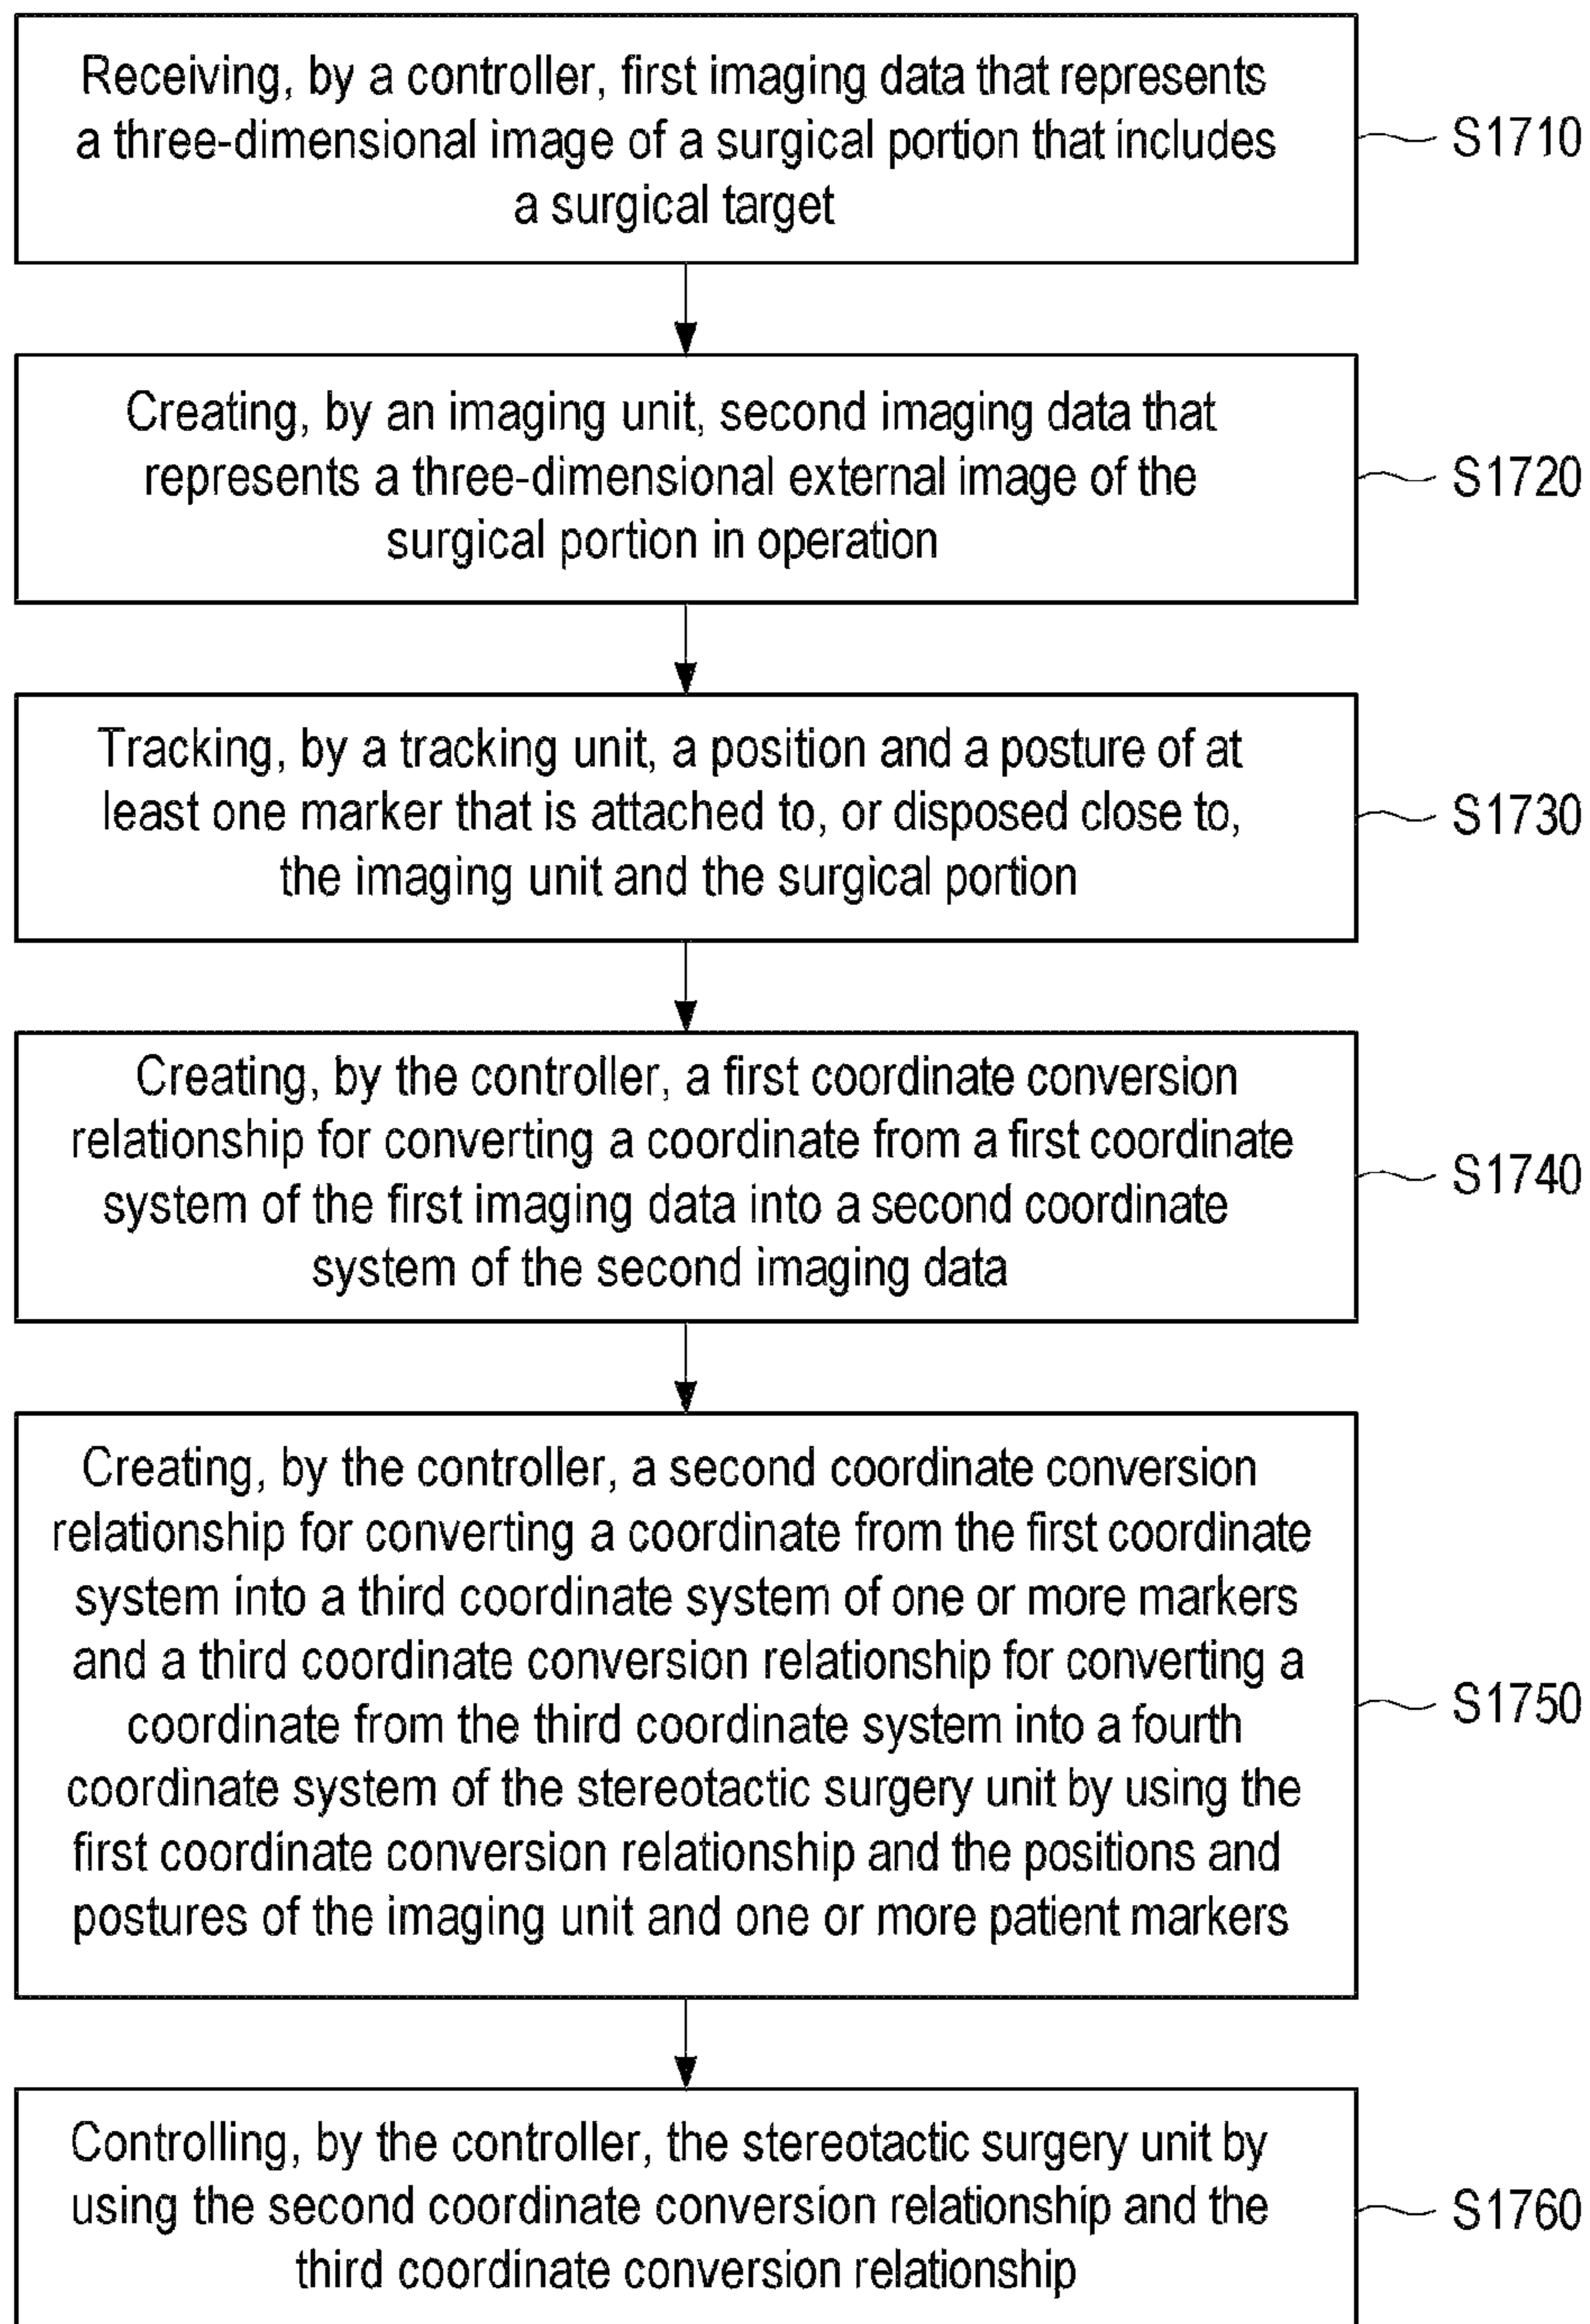 Receiving, by a controller, first imaging data that represents
a three-dimensional image of a surgical portion that includes
a surgical target
S1710
Creating, by an imaging unit, second imaging data that
represents a three-dimensional external image of the
surgical portion in operation
S1720
Tracking, by a tracking unit, a position and a posture of at
least one marker that is attached to, or disposed close to,
the imaging unit and the surgical portion
S1730
Creating, by the controller, a first coordinate conversion
relationship for converting a coordinate from a first coordinate
system of the first imaging data into a second coordinate
system of the second imaging data
S1740
Creating, by the controller, a second coordinate conversion
relationship for converting a coordinate from the first coordinate
system into a third coordinate system of one or more markers
and a third coordinate conversion relationship for converting a
coordinate from the third coordinate system into a fourth
coordinate system of the stereotactic surgery unit by using the
first coordinate conversion relationship and the positions and
postures of the imaging unit and one or more patient markers
S1750
Controlling, by the controller, the stereotactic surgery unit by
using the second coordinate conversion relationship and the
third coordinate conversion relationship
S1760